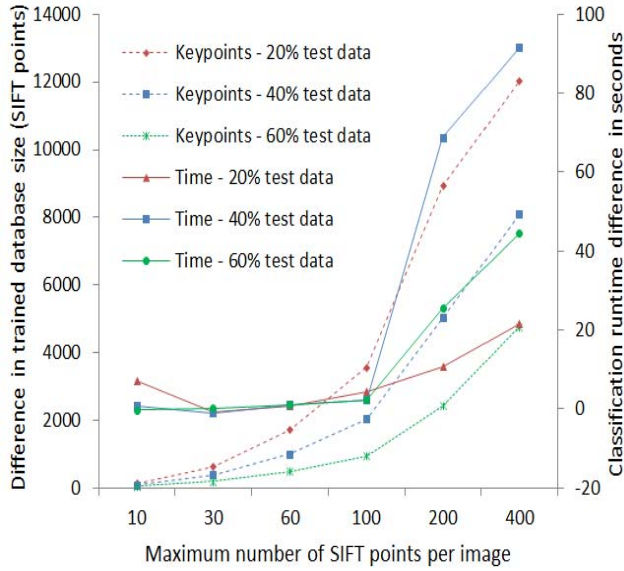 Difference in trained database size (SIFT points)
14000
12000
10000
8000
6000
4000
2000
0
Keypoints - 20% test data
Keypoints - 40% test data
Keypoints - 60% test data
Time - 20% test data
Time - 40% test data
Time - 60% test data
100
80
60
40
20
0
-20
Classification runtime difference in seconds
10 30 60 100 200 400
Maximum number of SIFT points per image